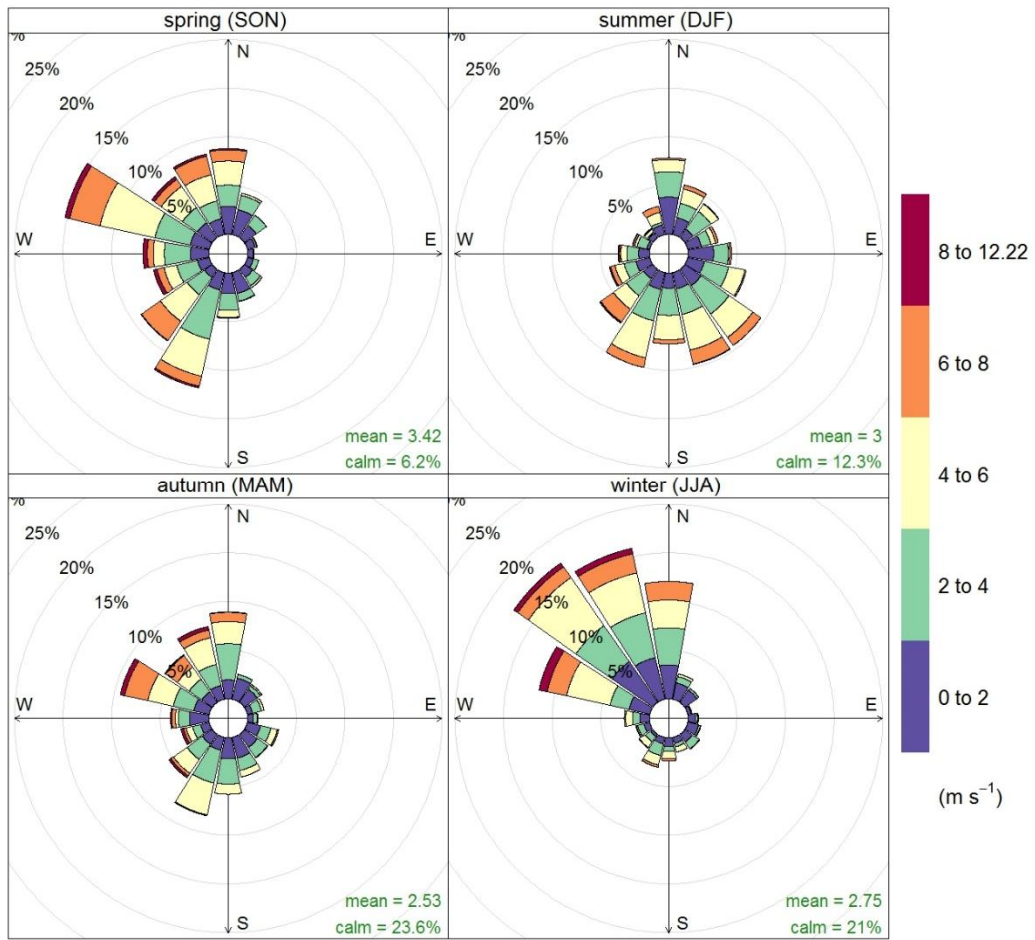 spring (SON)
%
25%
20%
15%
10%
5%
N
W
E
S
mean = 3.42
calm = 6.2%
summer (DJF)
%
25%
20%
15%
10%
5%
N
W
E
S
mean = 3
calm = 12.3%
autumn (MAM)
%
25%
20%
15%
10%
5%
N
W
E
S
mean = 2.53
calm = 23.6%
winter (JJA)
%
25%
20%
15%
10%
5%
N
W
E
S
mean = 2.75
calm = 21%
8 to 12.22
6 to 8
4 to 6
2 to 4
0 to 2
(m s⁻¹)